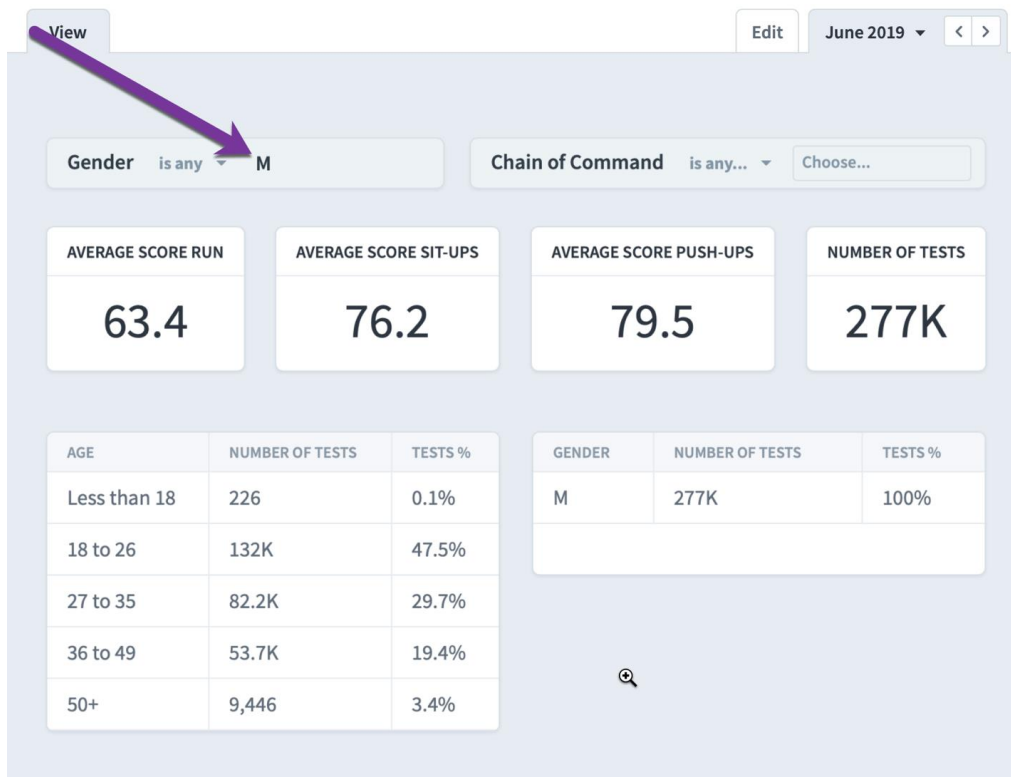 View Edit June 2019 < >
Gender is any M Chain of Command is any... Choose...
AVERAGE SCORE RUN AVERAGE SCORE SIT-UPS AVERAGE SCORE PUSH-UPS NUMBER OF TESTS
63.4 76.2 79.5 277K
AGE NUMBER OF TESTS TESTS %
Less than 18 226 0.1%
18 to 26 132K 47.5%
27 to 35 82.2K 29.7%
36 to 49 53.7K 19.4%
50+ 9,446 3.4%
GENDER NUMBER OF TESTS TESTS %
M 277K 100%